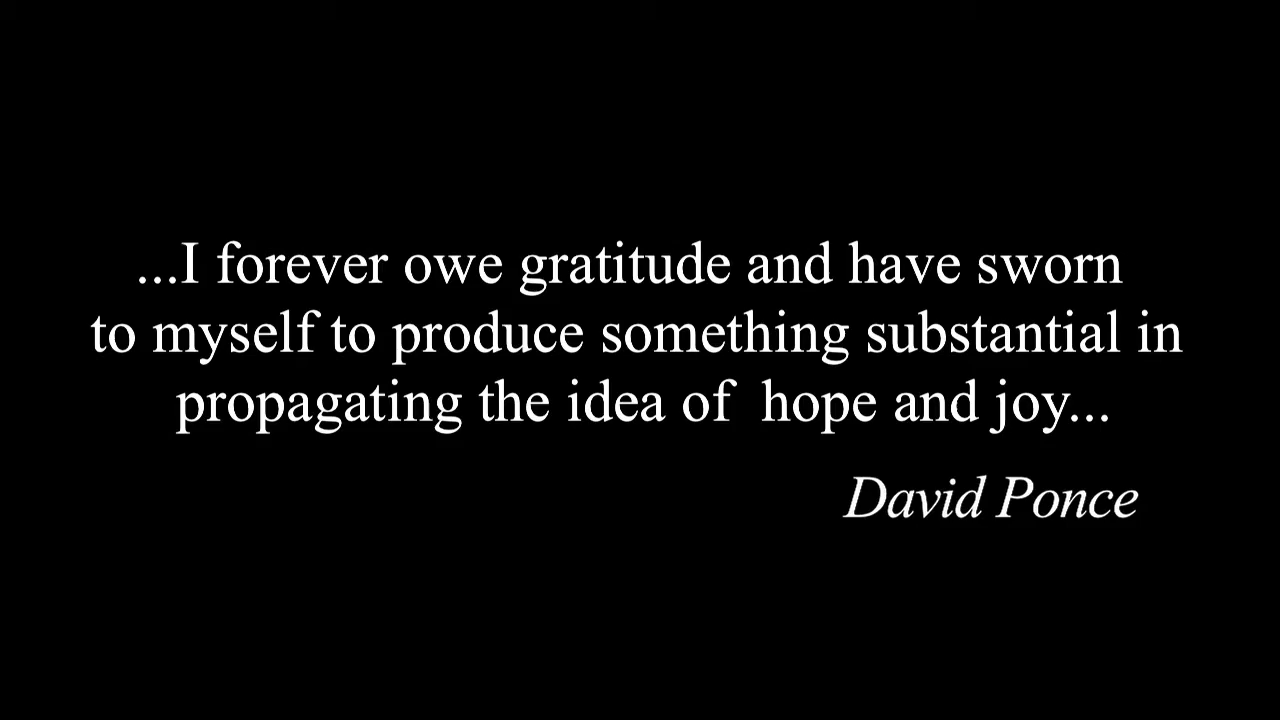 ...I forever owe gratitude and have sworn
to myself to produce something substantial in
propagating the idea of  hope and joy...
David Ponce